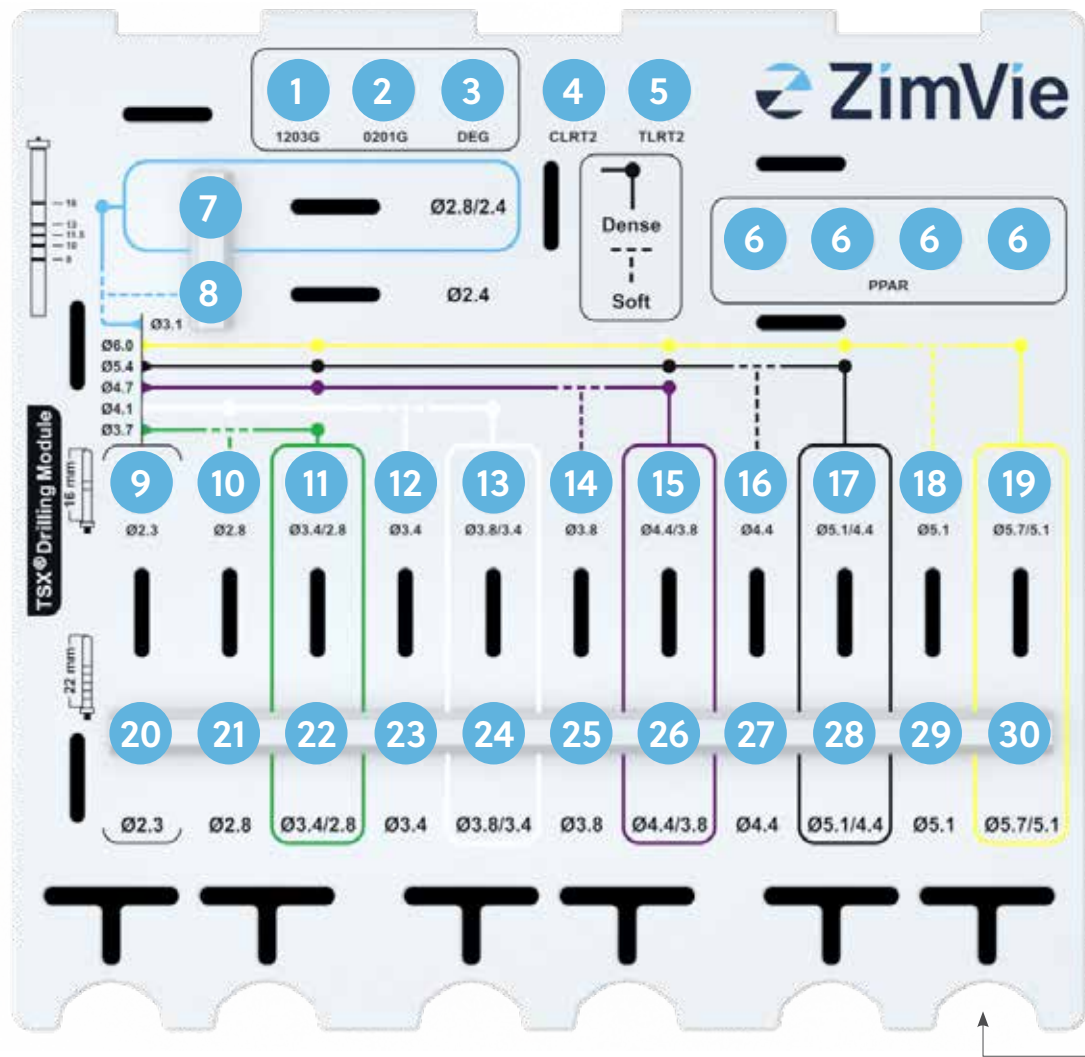 1 2 3 4 5
1203G 0201G DEG CLRT2 TLRT2
ZimVie
7 Ø2.8/2.4
Dense
Soft
6 6 6 6
PPAR
16
13
11.5
10
8
8 Ø2.4
Ø3.1
Ø6.0
Ø5.4
Ø4.7
Ø4.1
Ø3.7
TSX® Drilling Module
16 mm
9 10 11 12 13 14 15 16 17 18 19
Ø2.3 Ø2.8 Ø3.4/2.8 Ø3.4 Ø3.8/3.4 Ø3.8 Ø4.4/3.8 Ø4.4 Ø5.1/4.4 Ø5.1 Ø5.7/5.1
22 mm
20 21 22 23 24 25 26 27 28 29 30
Ø2.3 Ø2.8 Ø3.4/2.8 Ø3.4 Ø3.8/3.4 Ø3.8 Ø4.4/3.8 Ø4.4 Ø5.1/4.4 Ø5.1 Ø5.7/5.1